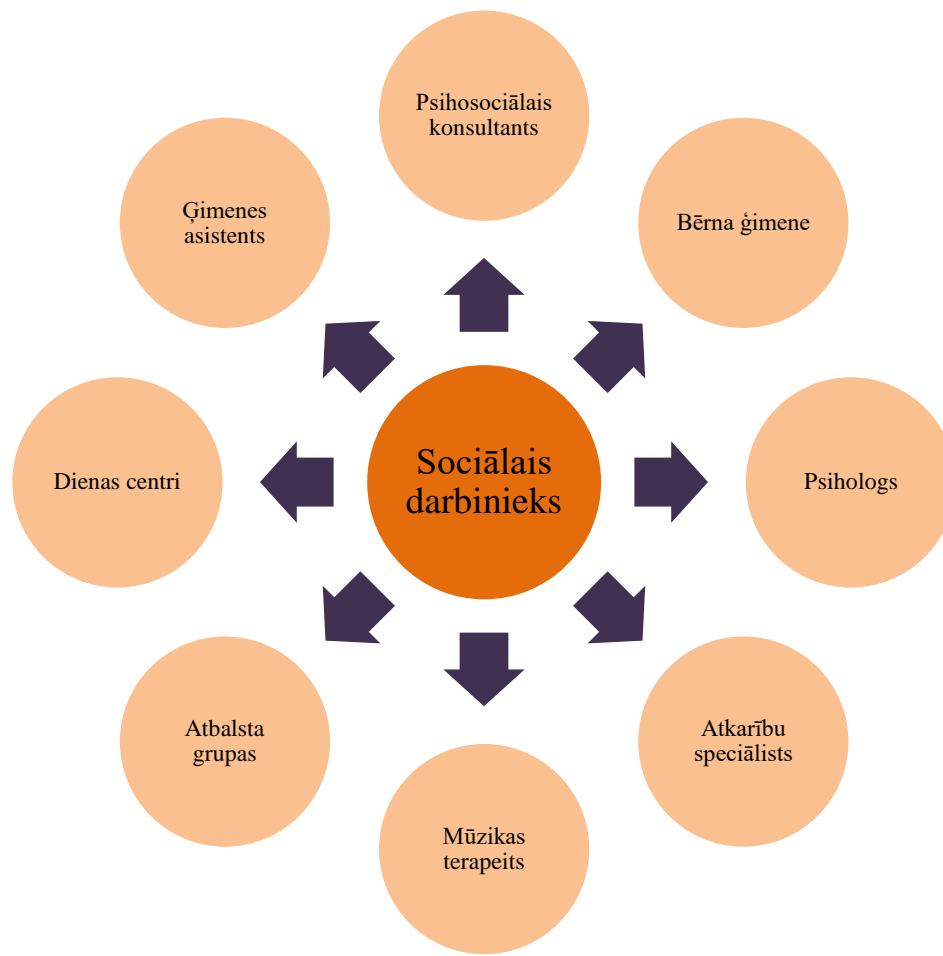 Psihosociālais
konsultants
Ģimenes
asistents
Bērna ģimene
Dienas centri
Sociālais
darbinieks
Psihologs
Atbalsta
grupas
Atkarību
speciālists
Mūzikas
terapeits